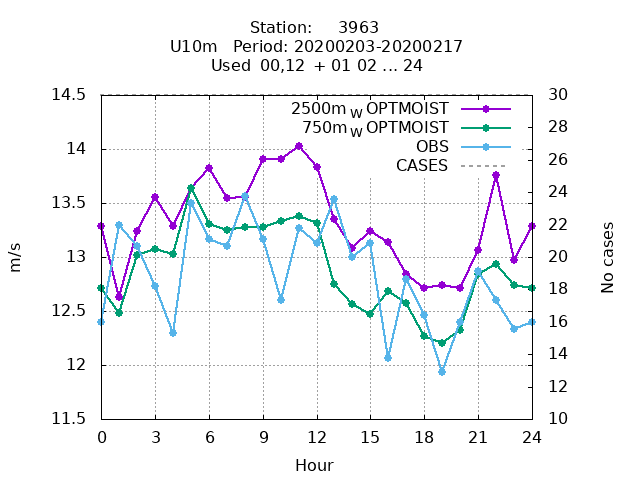 Station: 3963
U10m Period: 20200203-20200217
Used 00,12 + 01 02 ... 24
14.5
14
13.5
13
12.5
12
11.5
m/s
2500m W OPTMOIST
750m W OPTMOIST
OBS
CASES
30
28
26
24
22
20
18
16
14
12
10
No cases
0 3 6 9 12 15 18 21 24
Hour